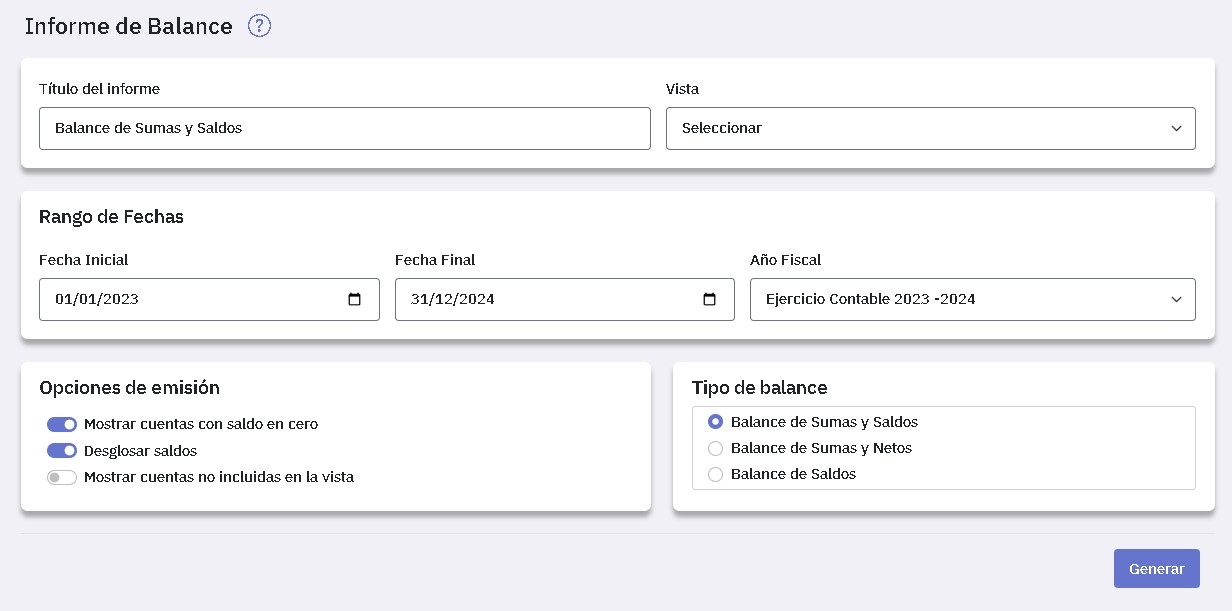 Informe de Balance ?
Título del informe
Balance de Sumas y Saldos
Vista
Seleccionar
Rango de Fechas
Fecha Inicial
01/01/2023
Fecha Final
31/12/2024
Año Fiscal
Ejercicio Contable 2023 -2024
Opciones de emisión
Mostrar cuentas con saldo en cero
Desglosar saldos
Mostrar cuentas no incluidas en la vista
Tipo de balance
Balance de Sumas y Saldos
Balance de Sumas y Netos
Balance de Saldos
Generar